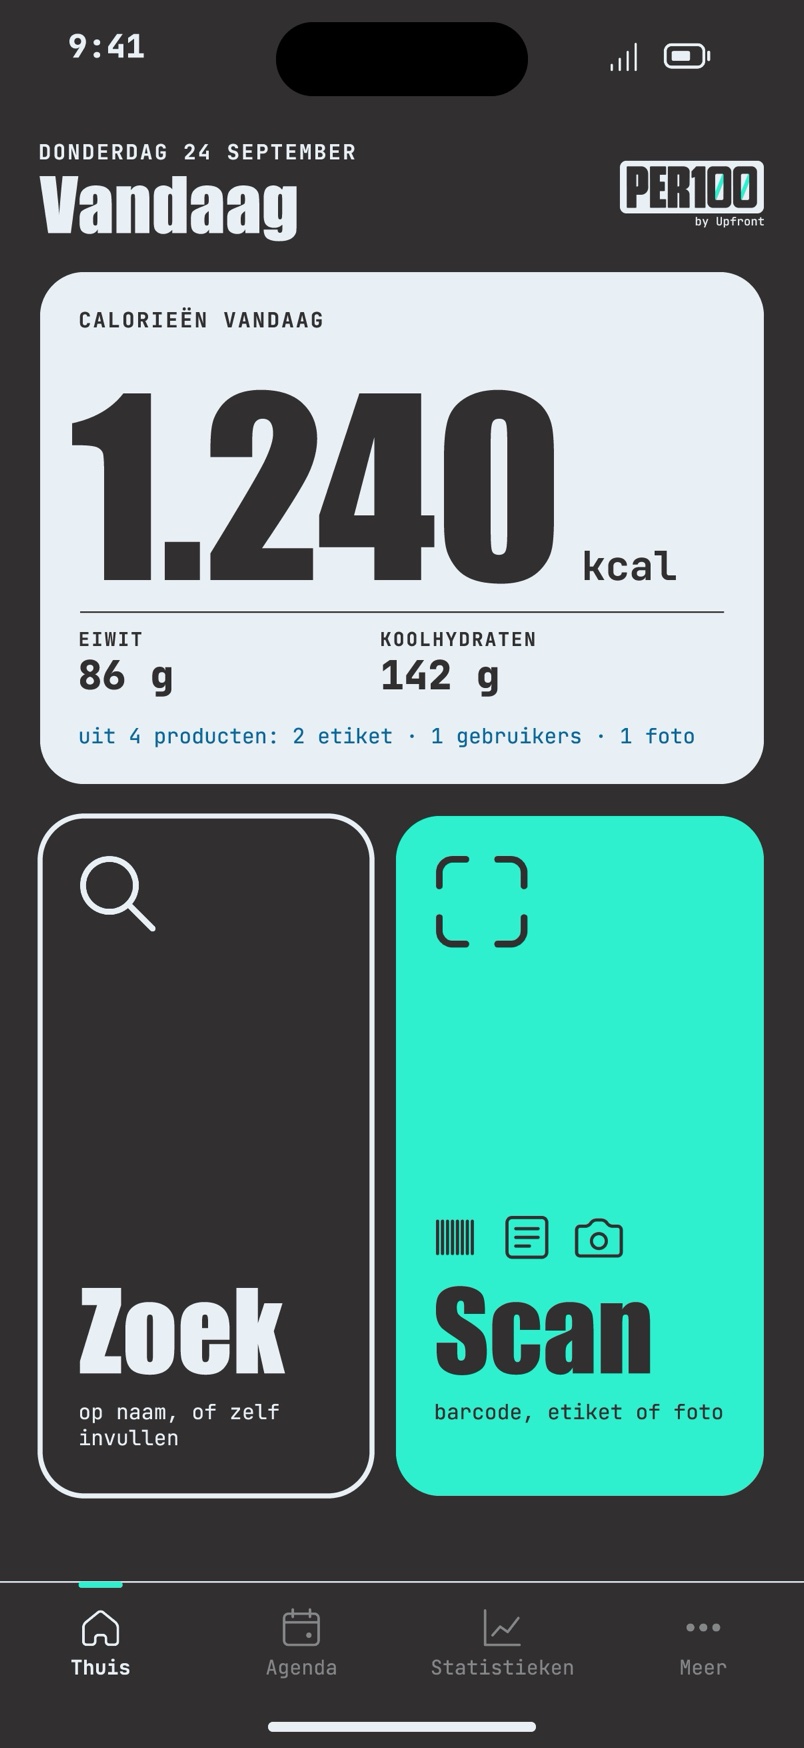 9:41
DONDERDAG 24 SEPTEMBER
Vandaag
PER100
by Upfront
CALORIEËN VANDAAG
1.240 kcal
EIWIT KOOLHYDRATEN
86 g 142 g
uit 4 producten: 2 etiket · 1 gebruikers · 1 foto
Zoek
op naam, of zelf
invullen
Scan
barcode, etiket of foto
Thuis Agenda Statistieken Meer